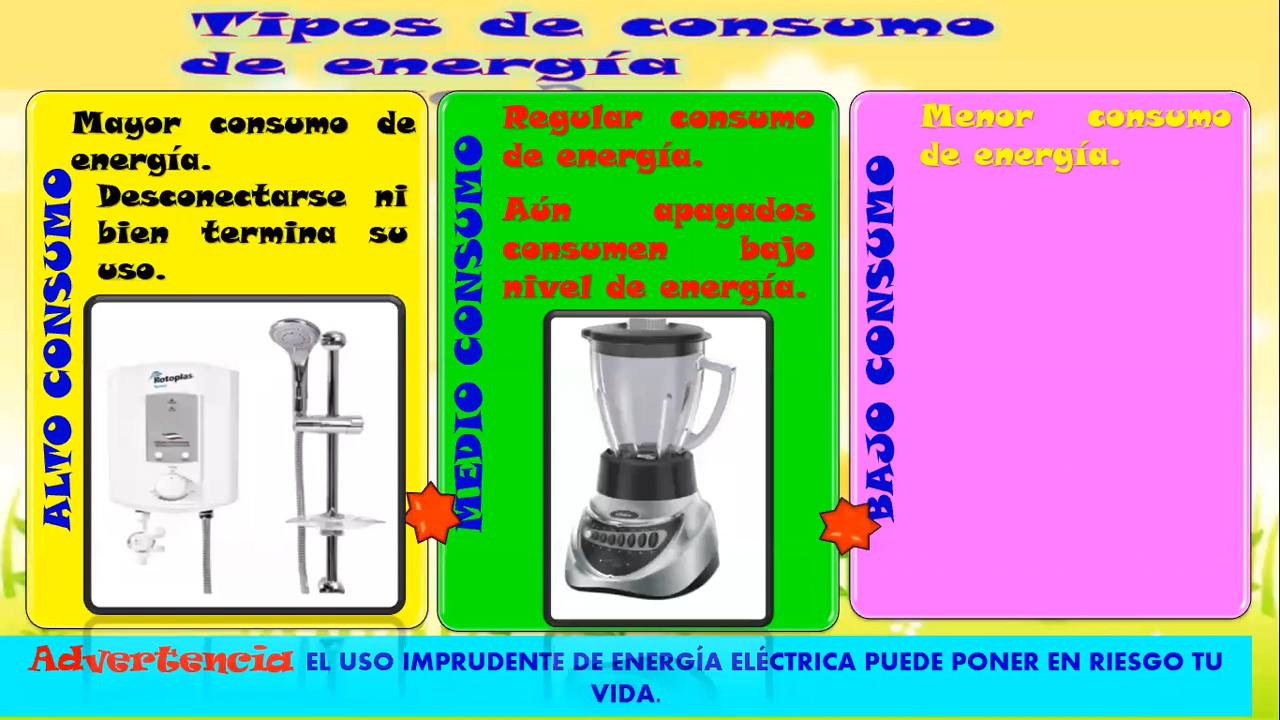 Tipos de consumo
de energía
ALTO CONSUMO
Mayor consumo de
energía.
Desconectarse ni
bien termina su
uso.
Rotoplas
MEDIO CONSUMO
Regular consumo
de energía.
Aún apagados
consumen bajo
nivel de energía.
BAJO CONSUMO
Menor consumo
de energía.
Advertencia EL USO IMPRUDENTE DE ENERGÍA ELÉCTRICA PUEDE PONER EN RIESGO TU
VIDA.